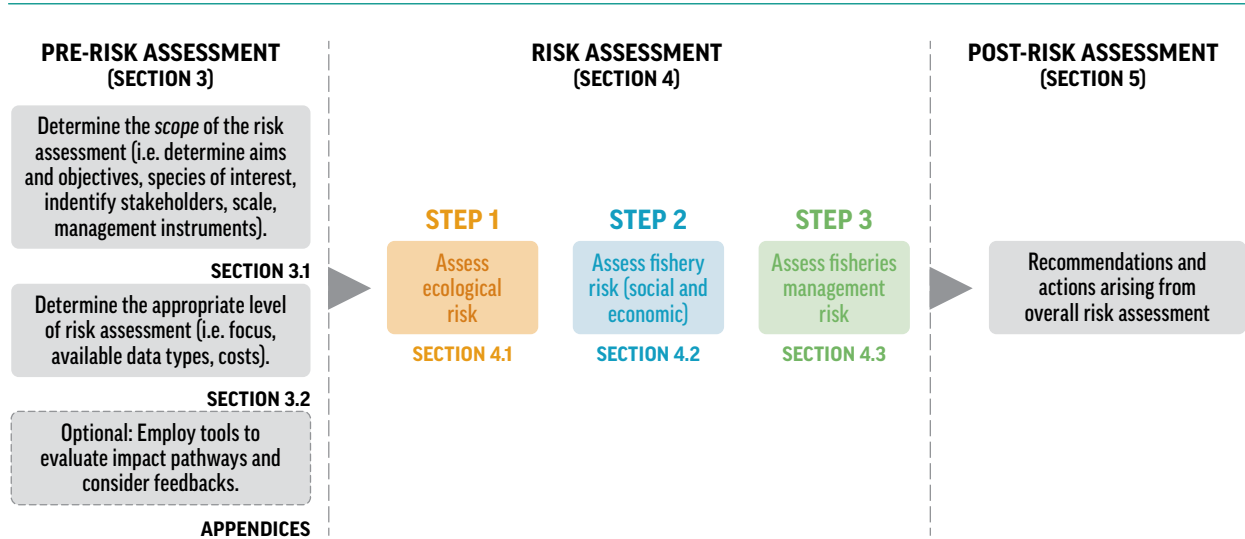 PRE-RISK ASSESSMENT
(SECTION 3)
Determine the scope of the risk
assessment (i.e. determine aims
and objectives, species of interest,
indentify stakeholders, scale,
management instruments).
SECTION 3.1
Determine the appropriate level
of risk assessment (i.e. focus,
available data types, costs).
SECTION 3.2
Optional: Employ tools to
evaluate impact pathways and
consider feedbacks.
APPENDICES
RISK ASSESSMENT
(SECTION 4)
STEP 1
Assess
ecological
risk
SECTION 4.1
STEP 2
Assess fishery
risk (social and
economic)
SECTION 4.2
STEP 3
Assess fisheries
management
risk
SECTION 4.3
POST-RISK ASSESSMENT
(SECTION 5)
Recommendations and
actions arising from
overall risk assessment